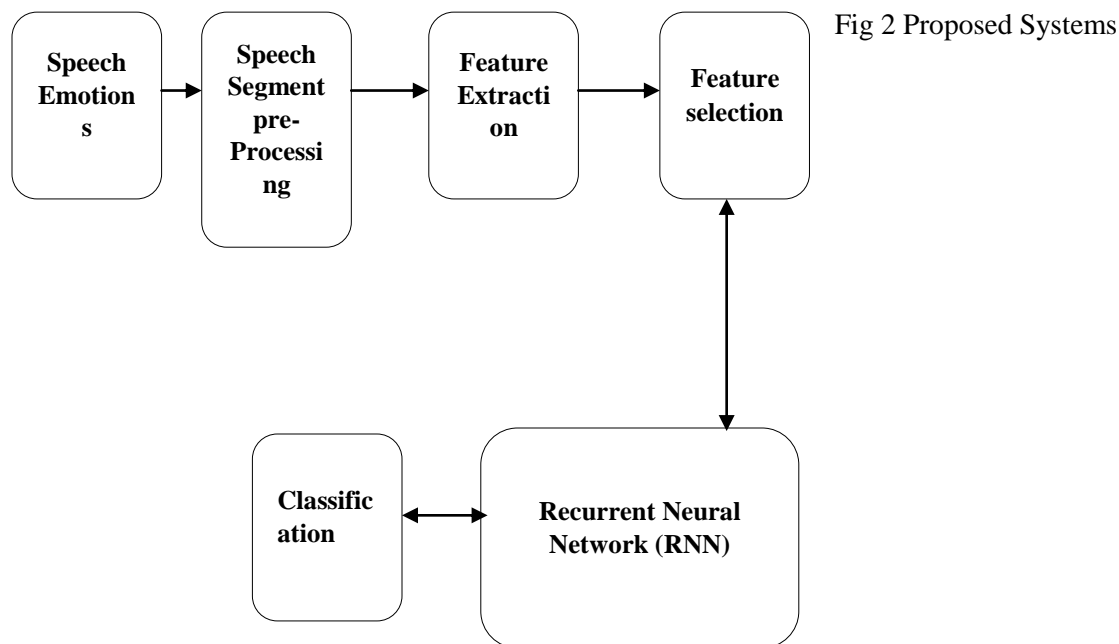 Fig 2 Proposed Systems
Speech
Emotion
s
Speech
Segment
pre-
Processi
ng
Feature
Extracti
on
Feature
selection
Classific
ation
Recurrent Neural
Network (RNN)